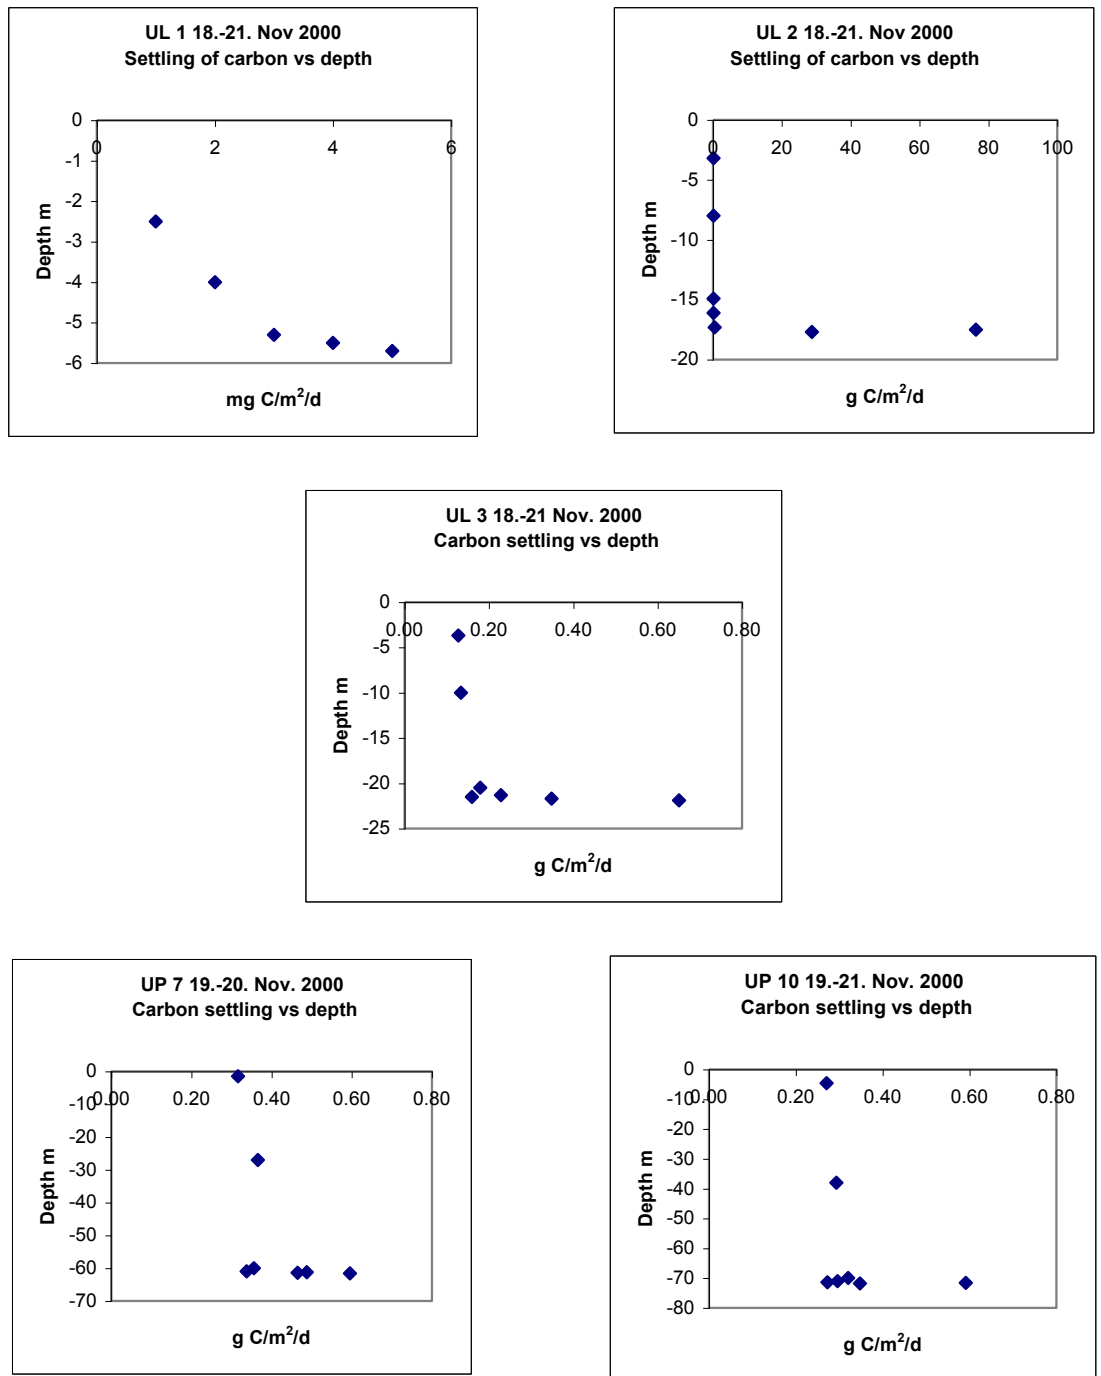 UL 1 18.-21. Nov 2000
Settling of carbon vs depth
0
-1
-2
-3
-4
-5
-6
0 2 4 6
Depth m
mg C/m²/d
UL 2 18.-21. Nov 2000
Settling of carbon vs depth
0
-5
-10
-15
-20
0 20 40 60 80 100
Depth m
g C/m²/d
UL 3 18.-21 Nov. 2000
Carbon settling vs depth
0
-5
-10
-15
-20
-25
0.00 0.20 0.40 0.60 0.80
Depth m
g C/m²/d
UP 7 19.-20. Nov. 2000
Carbon settling vs depth
0
-10
-20
-30
-40
-50
-60
-70
0.00 0.20 0.40 0.60 0.80
Depth m
g C/m²/d
UP 10 19.-21. Nov. 2000
Carbon settling vs depth
0
-10
-20
-30
-40
-50
-60
-70
-80
0.00 0.20 0.40 0.60 0.80
Depth m
g C/m²/d